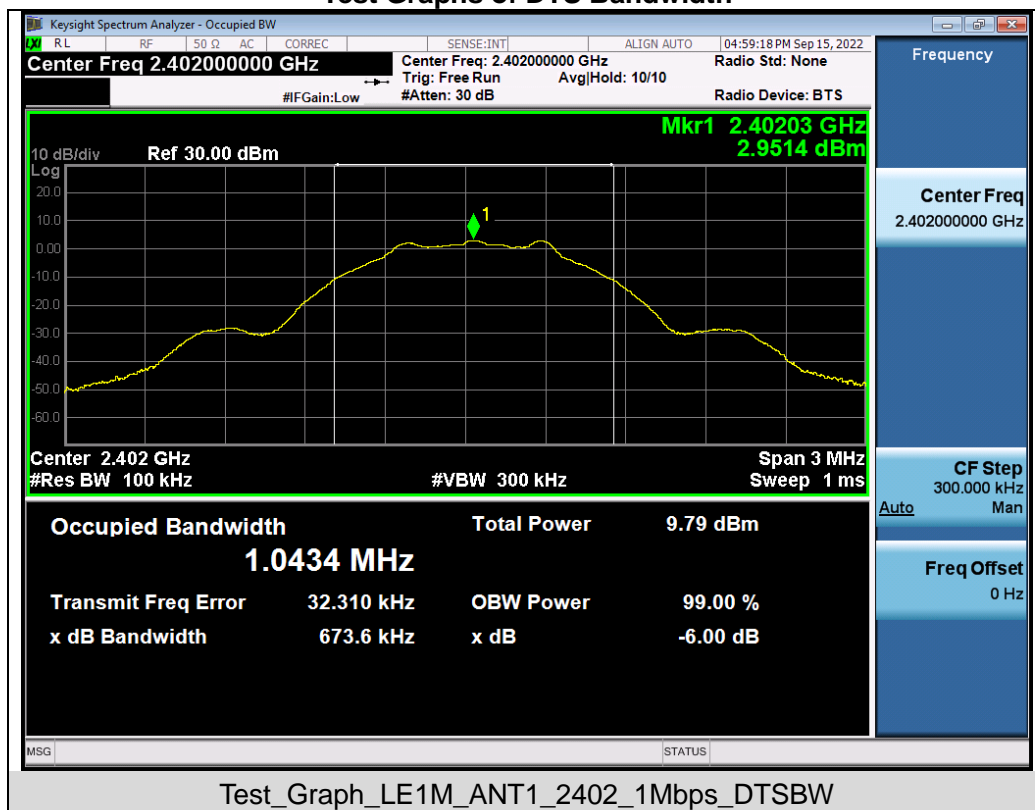 Test Graphs of DTS Bandwidth
Keysight Spectrum Analyzer - Occupied BW
LXI RL RF 50 Ω AC CORREC SENSE:INT ALIGN AUTO 04:59:18 PM Sep 15, 2022
Center Freq 2.402000000 GHz
Center Freq: 2.402000000 GHz
Radio Std: None
Trig: Free Run Avg|Hold: 10/10
#IFGain:Low
#Atten: 30 dB
Radio Device: BTS
Mkr1 2.40203 GHz
2.9514 dBm
10 dB/div Ref 30.00 dBm
Log
20.0
10.0
0.00
-10.0
-20.0
-30.0
-40.0
-50.0
-60.0
1
Center 2.402 GHz Span 3 MHz
#Res BW 100 kHz #VBW 300 kHz Sweep 1 ms
Occupied Bandwidth Total Power 9.79 dBm
1.0434 MHz
Transmit Freq Error 32.310 kHz OBW Power 99.00 %
x dB Bandwidth 673.6 kHz x dB -6.00 dB
Frequency
Center Freq
2.402000000 GHz
CF Step
300.000 kHz
Auto Man
Freq Offset
0 Hz
MSG STATUS
Test_Graph_LE1M_ANT1_2402_1Mbps_DTSBW